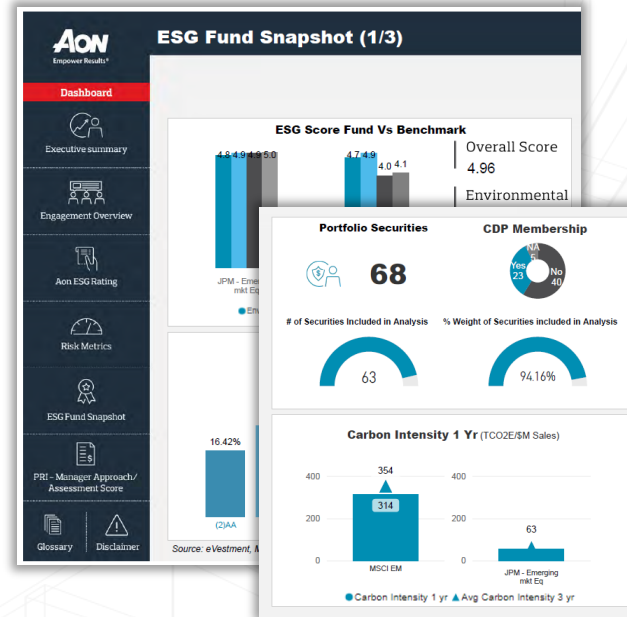 AON
Empower Results®
ESG Fund Snapshot (1/3)
Dashboard
Executive summary
Engagement Overview
Aon ESG Rating
Risk Metrics
ESG Fund Snapshot
PRI – Manager Approach/
Assessment Score
Glossary
Disclaimer
ESG Score Fund Vs Benchmark
4.8 4.9 4.9 5.0
4.7 4.9
4.0 4.1
Overall Score
4.96
Environmental
JPM -
mkt Eq
16.42%
(2)AA
Source: eVestment,
Portfolio Securities
68
CDP Membership
NA
5
Yes
23
No
40
# of Securities Included in Analysis
63
% Weight of Securities included in Analysis
94.16%
Carbon Intensity 1 Yr (TCO2E/$M Sales)
400
354
400
314
200
200
63
0
0
MSCI EM
JPM - Emerging
mkt Eq
Carbon Intensity 1 yr
Avg Carbon Intensity 3 yr